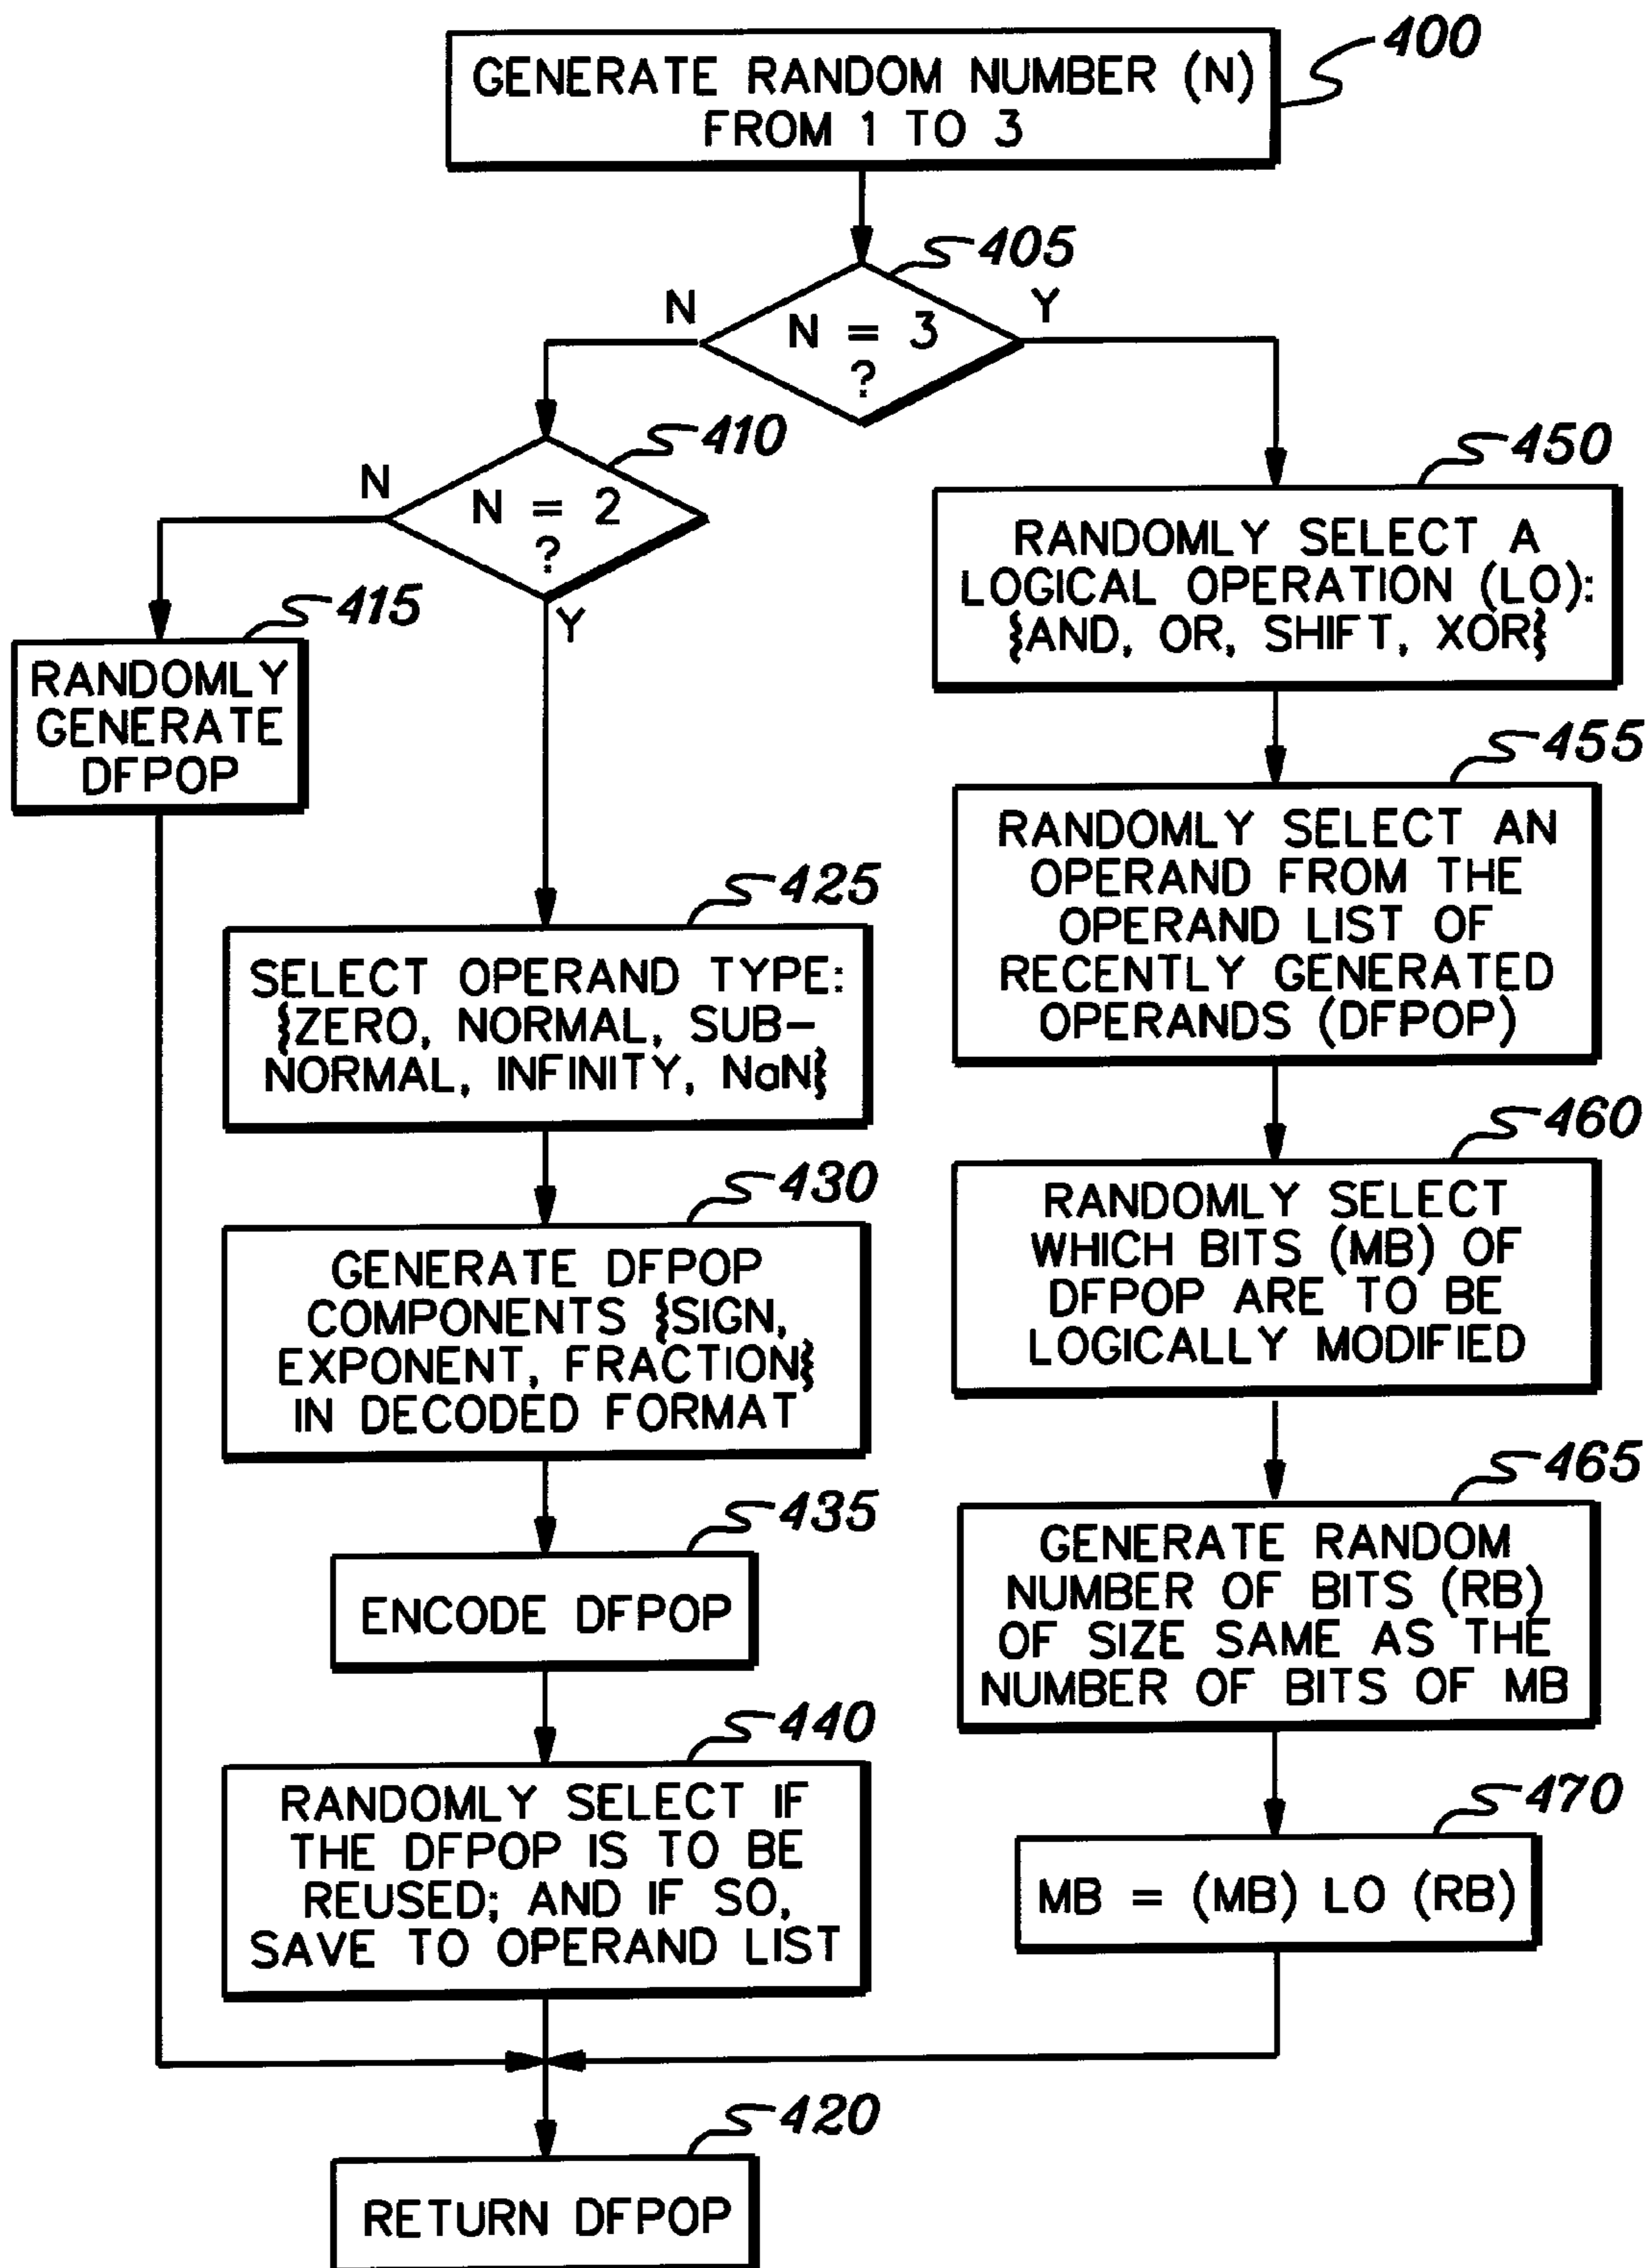 400
GENERATE RANDOM NUMBER (N)
FROM 1 TO 3
405
N
Y
N = 3
?
410
N
N = 2
?
Y
415
RANDOMLY
GENERATE
DFPOP
425
SELECT OPERAND TYPE:
{ZERO, NORMAL, SUB-
NORMAL, INFINITY, NaN}
430
GENERATE DFPOP
COMPONENTS {SIGN,
EXPONENT, FRACTION}
IN DECODED FORMAT
435
ENCODE DFPOP
440
RANDOMLY SELECT IF
THE DFPOP IS TO BE
REUSED; AND IF SO,
SAVE TO OPERAND LIST
450
RANDOMLY SELECT A
LOGICAL OPERATION (LO):
{AND, OR, SHIFT, XOR}
455
RANDOMLY SELECT AN
OPERAND FROM THE
OPERAND LIST OF
RECENTLY GENERATED
OPERANDS (DFPOP)
460
RANDOMLY SELECT
WHICH BITS (MB) OF
DFPOP ARE TO BE
LOGICALLY MODIFIED
465
GENERATE RANDOM
NUMBER OF BITS (RB)
OF SIZE SAME AS THE
NUMBER OF BITS OF MB
470
MB = (MB) LO (RB)
420
RETURN DFPOP